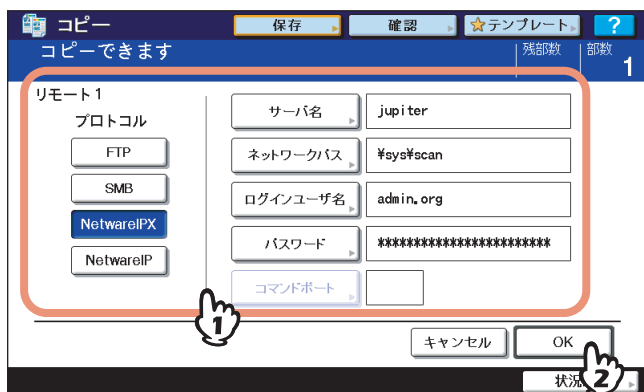 コピー 保存 確認 ☆テンプレート ?
コピーできます 残部数 部数 1
リモート1
プロトコル
FTP
SMB
NetwareIPX
NetwareIP
サーバ名 jupiter
ネットワークパス ¥sys¥scan
ログインユーザ名 admin.org
パスワード ************************
コマンドポート
1
キャンセル OK
状況 2